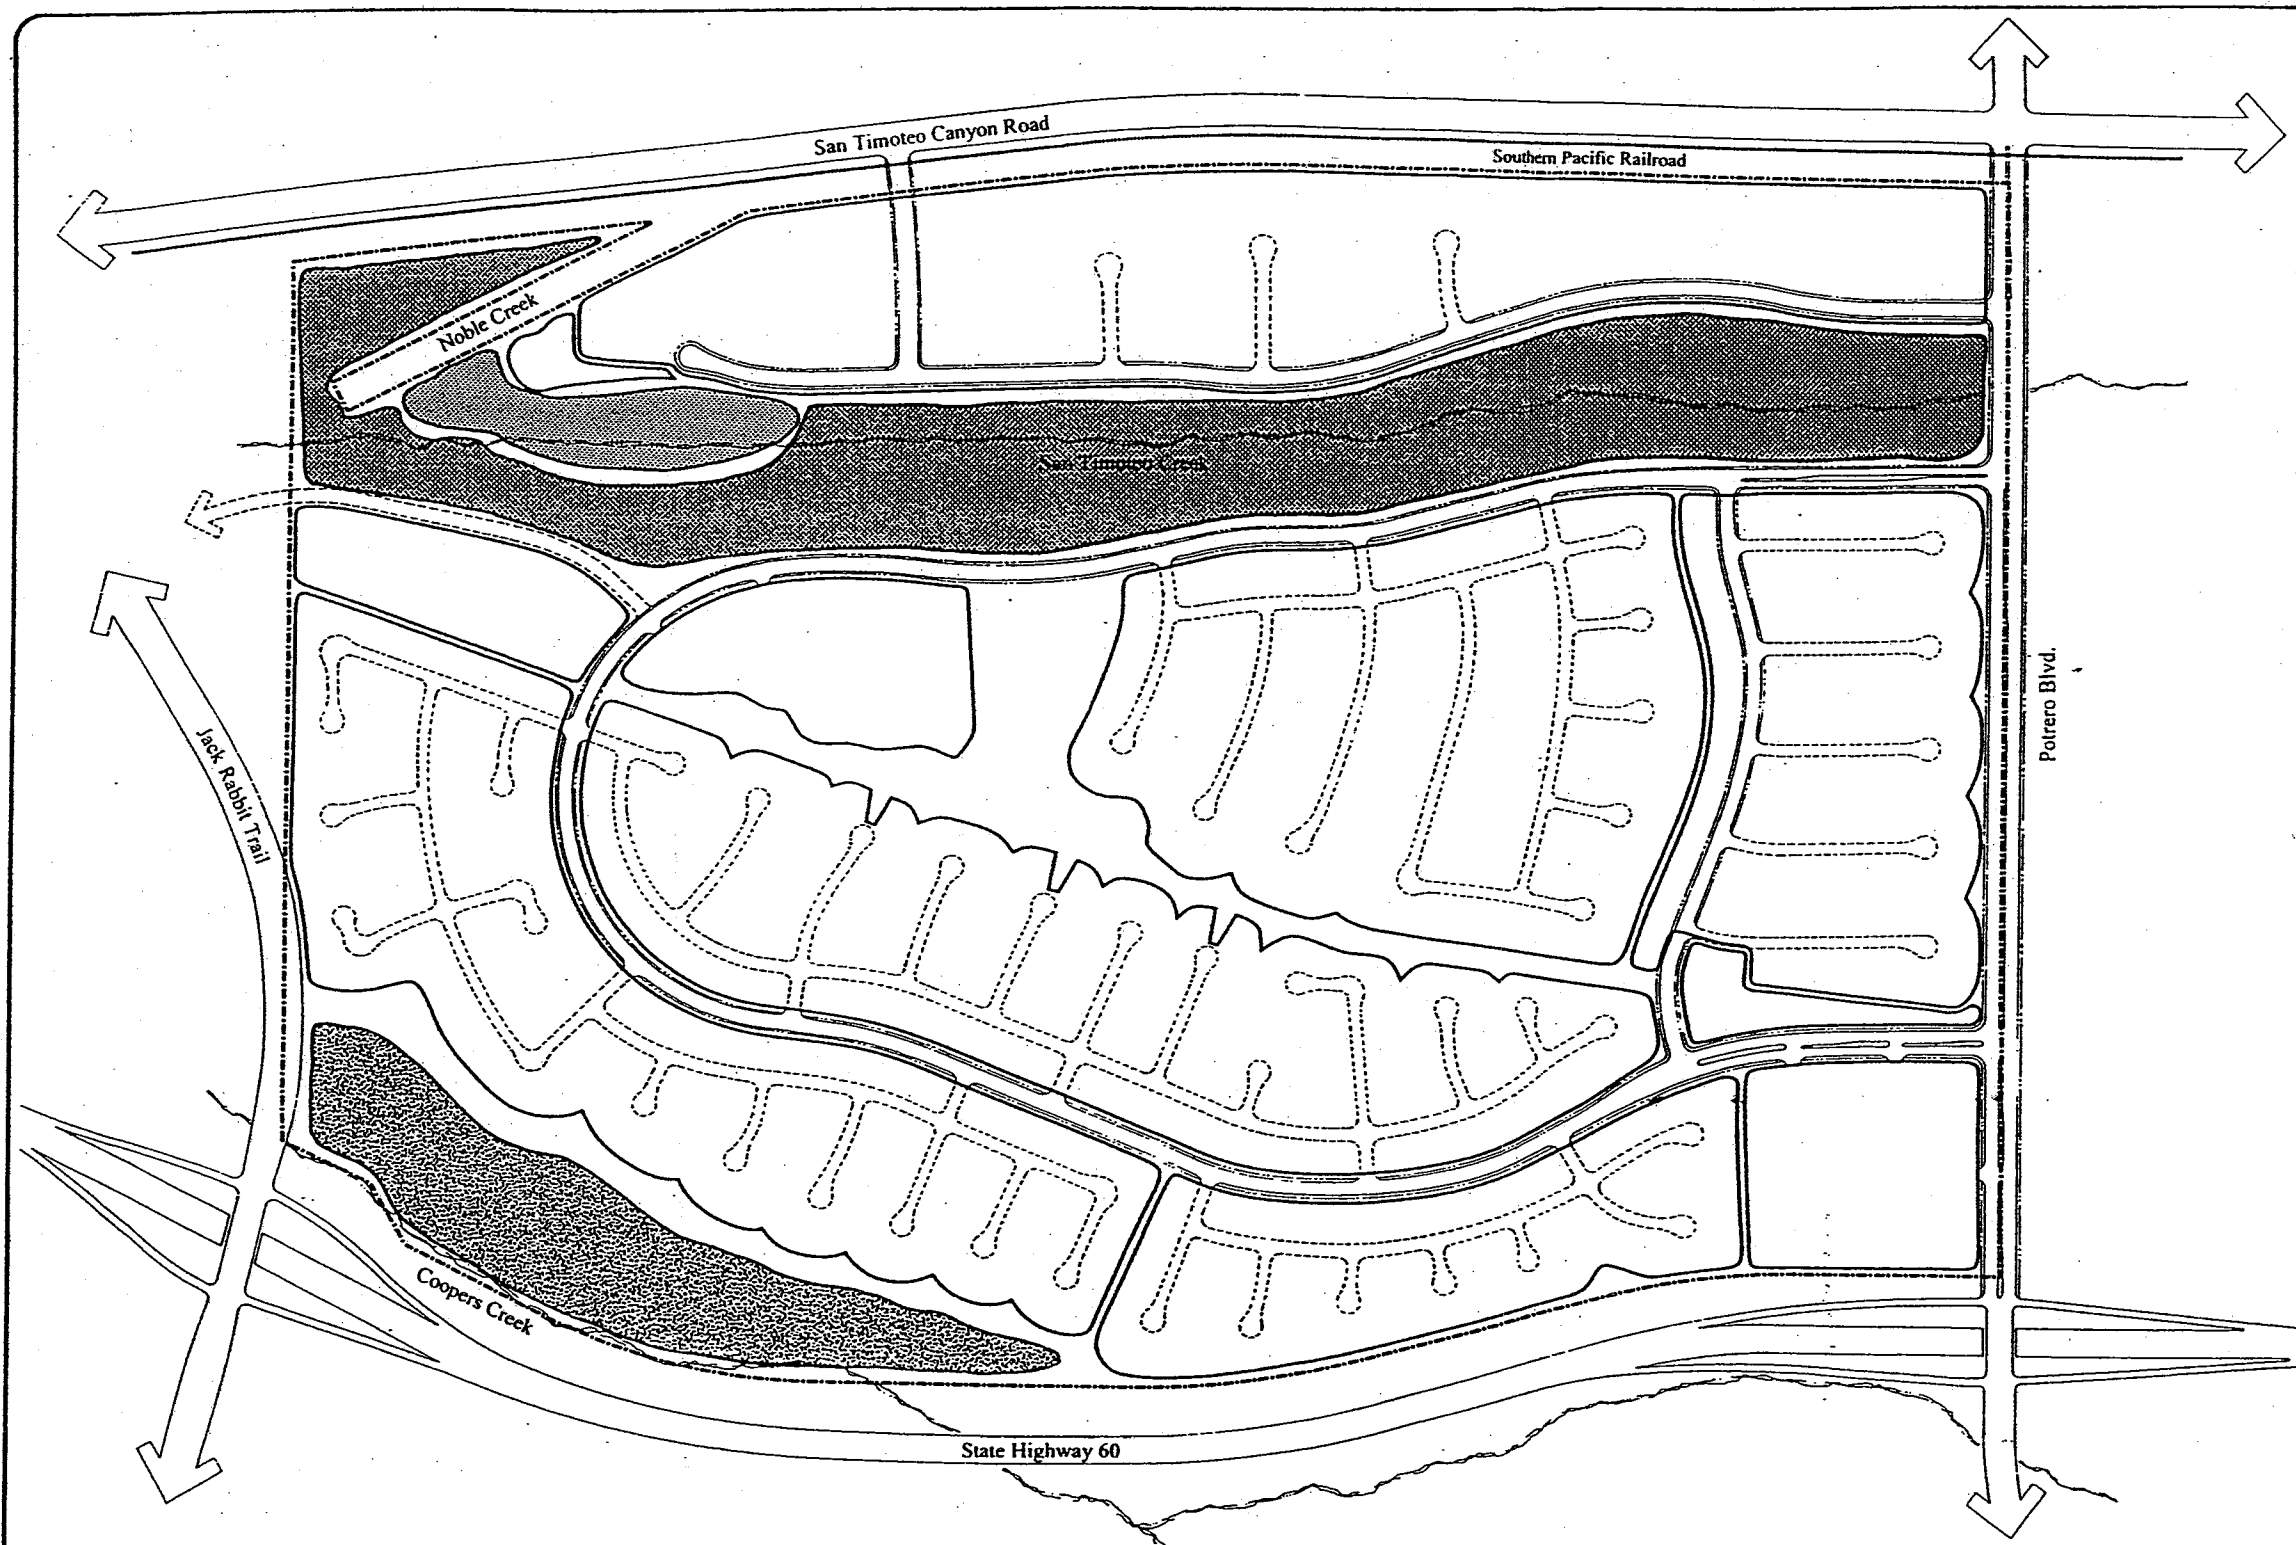 San Timoteo Canyon Road
Southern Pacific Railroad
Noble Creek
San Timoteo Creek
Potrero Blvd.
Jack Rabbit Trail
Coopers Creek
State Highway 60